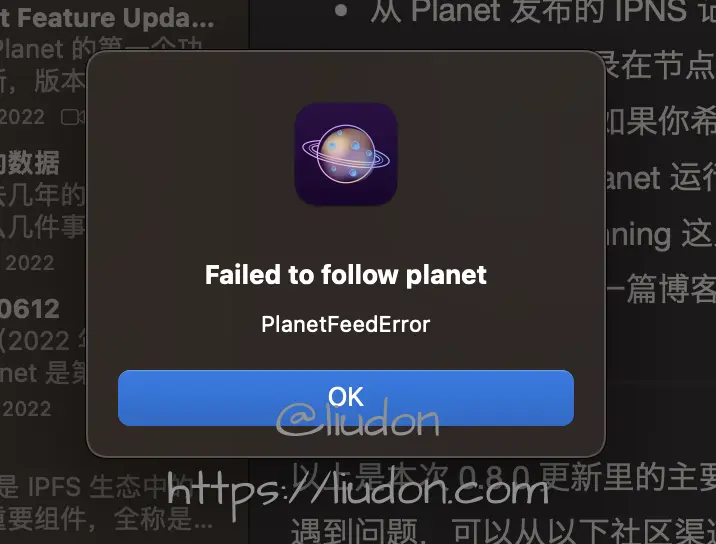 t Feature Upda...
Planet 的第一个功
新，版本
2022
的数据
去几年的
么几件事
2022
0612
（2022 年
net 是第
2022
是 IPFS 生态中的
重要组件，全称是...
从 Planet 发布的 IPNS 记
录在节点
如果你希
anet 运行
nning 这
一篇博客
Failed to follow planet
PlanetFeedError
OK
@liudon
https://liudon.com
以上是本次 0.8.0 更新里的主要
遇到问题，可以从以下社区渠道